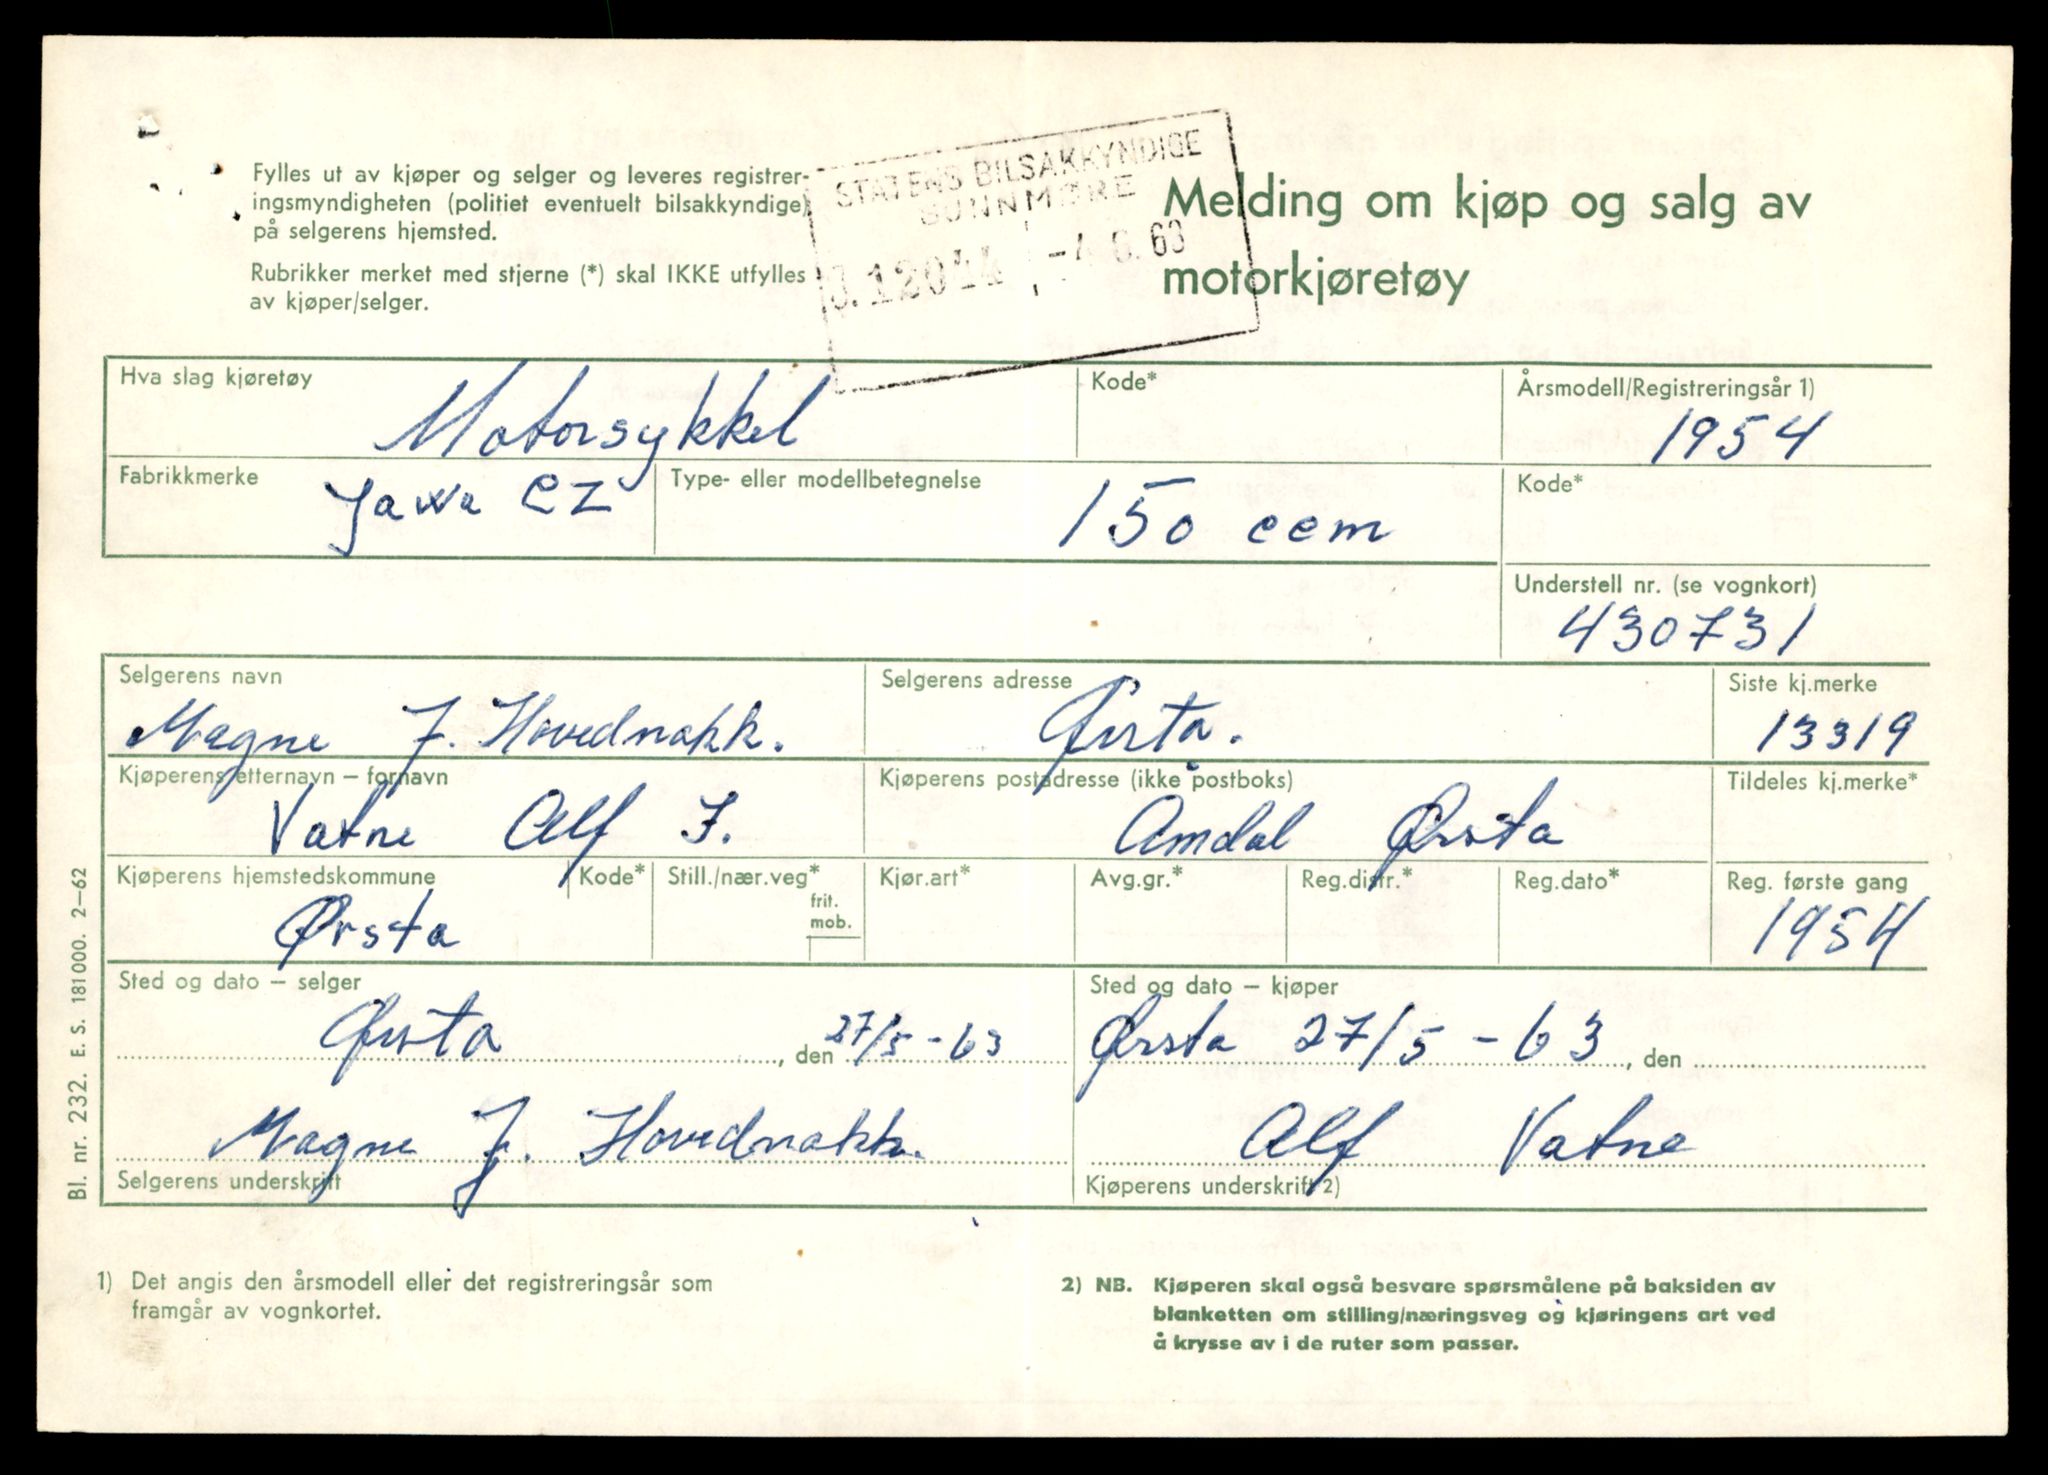 Fylles ut av kjøper og selger og leveres registrer-
ingsmyndigheten (politiet eventuelt bilsakkyndige)
på selgerens hjemsted.
Rubrikker merket med stjerne (*) skal IKKE utfylles
av kjøper/selger.
STATENS BILSAKKYNDIGE
SUNNMØRE
J. 12044 -4.6.63
Melding om kjøp og salg av
motorkjøretøy
Hva slag kjøretøy Kode* Årsmodell/Registreringsår 1)
Motorsykkel 1954
Fabrikkmerke Type- eller modellbetegnelse Kode*
Jawa CZ 150 ccm
Understell nr. (se vognkort)
430731
Selgerens navn Selgerens adresse Siste kj.merke
Magne J. Hovednakk. Ørsta. 13319
Kjøperens etternavn – fornavn Kjøperens postadresse (ikke postboks) Tildeles kj.merke*
Vatne Alf J. Amdal Ørsta
Kjøperens hjemstedskommune Kode* Still./nær.veg* Kjør.art* Avg.gr.* Reg.distr.* Reg.dato* Reg. første gang
frit.
mob.
Ørsta 1954
Sted og dato – selger Sted og dato – kjøper
Ørsta , den 27/5 - 63 Ørsta 27/5 - 63 , den
Magne J. Hovednakk. Alf Vatne
Selgerens underskrift Kjøperens underskrift 2)
1) Det angis den årsmodell eller det registreringsår som
framgår av vognkortet.
2) NB. Kjøperen skal også besvare spørsmålene på baksiden av
blanketten om stilling/næringsveg og kjøringens art ved
å krysse av i de ruter som passer.
Bl. nr. 232. E. S. 181000. 2–62